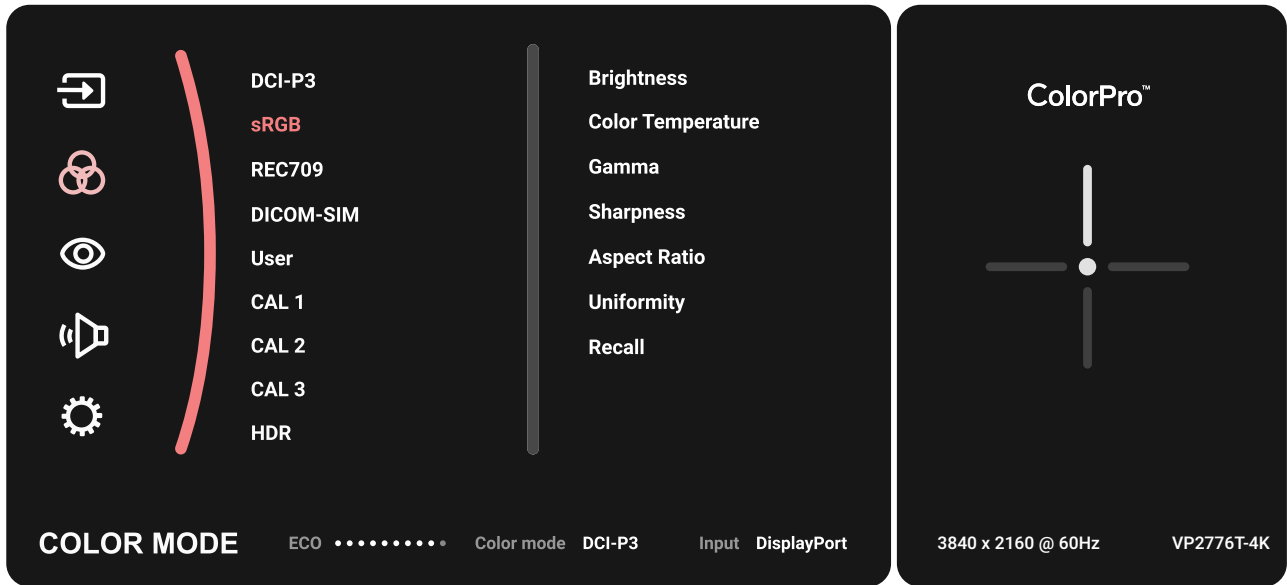 DCI-P3
sRGB
REC709
DICOM-SIM
User
CAL 1
CAL 2
CAL 3
HDR
Brightness
Color Temperature
Gamma
Sharpness
Aspect Ratio
Uniformity
Recall
ColorPro™
COLOR MODE ECO Color mode DCI-P3 Input DisplayPort
3840 x 2160 @ 60Hz VP2776T-4K